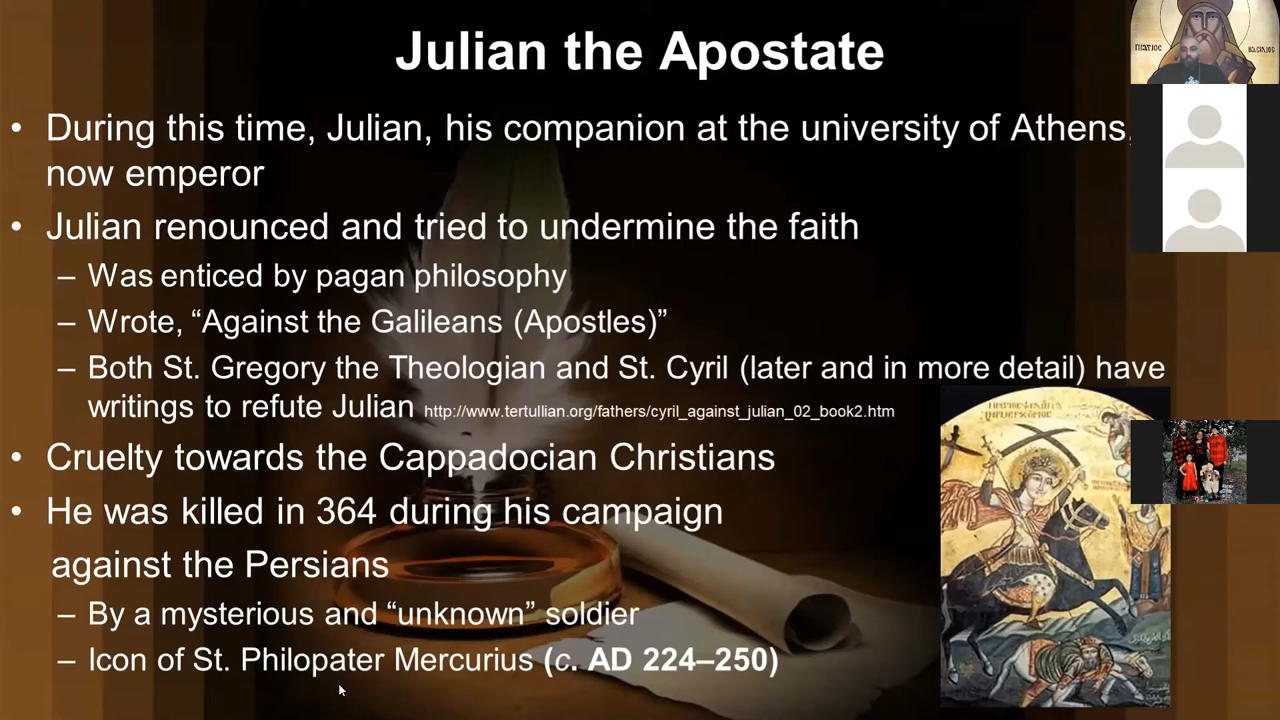 Julian the Apostate
• During this time, Julian, his companion at the university of Athens,
now emperor
• Julian renounced and tried to undermine the faith
– Was enticed by pagan philosophy
– Wrote, “Against the Galileans (Apostles)”
– Both St. Gregory the Theologian and St. Cyril (later and in more detail) have
writings to refute Julian http://www.tertullian.org/fathers/cyril_against_julian_02_book2.htm
• Cruelty towards the Cappadocian Christians
• He was killed in 364 during his campaign
against the Persians
– By a mysterious and “unknown” soldier
– Icon of St. Philopater Mercurius (c. AD 224–250)